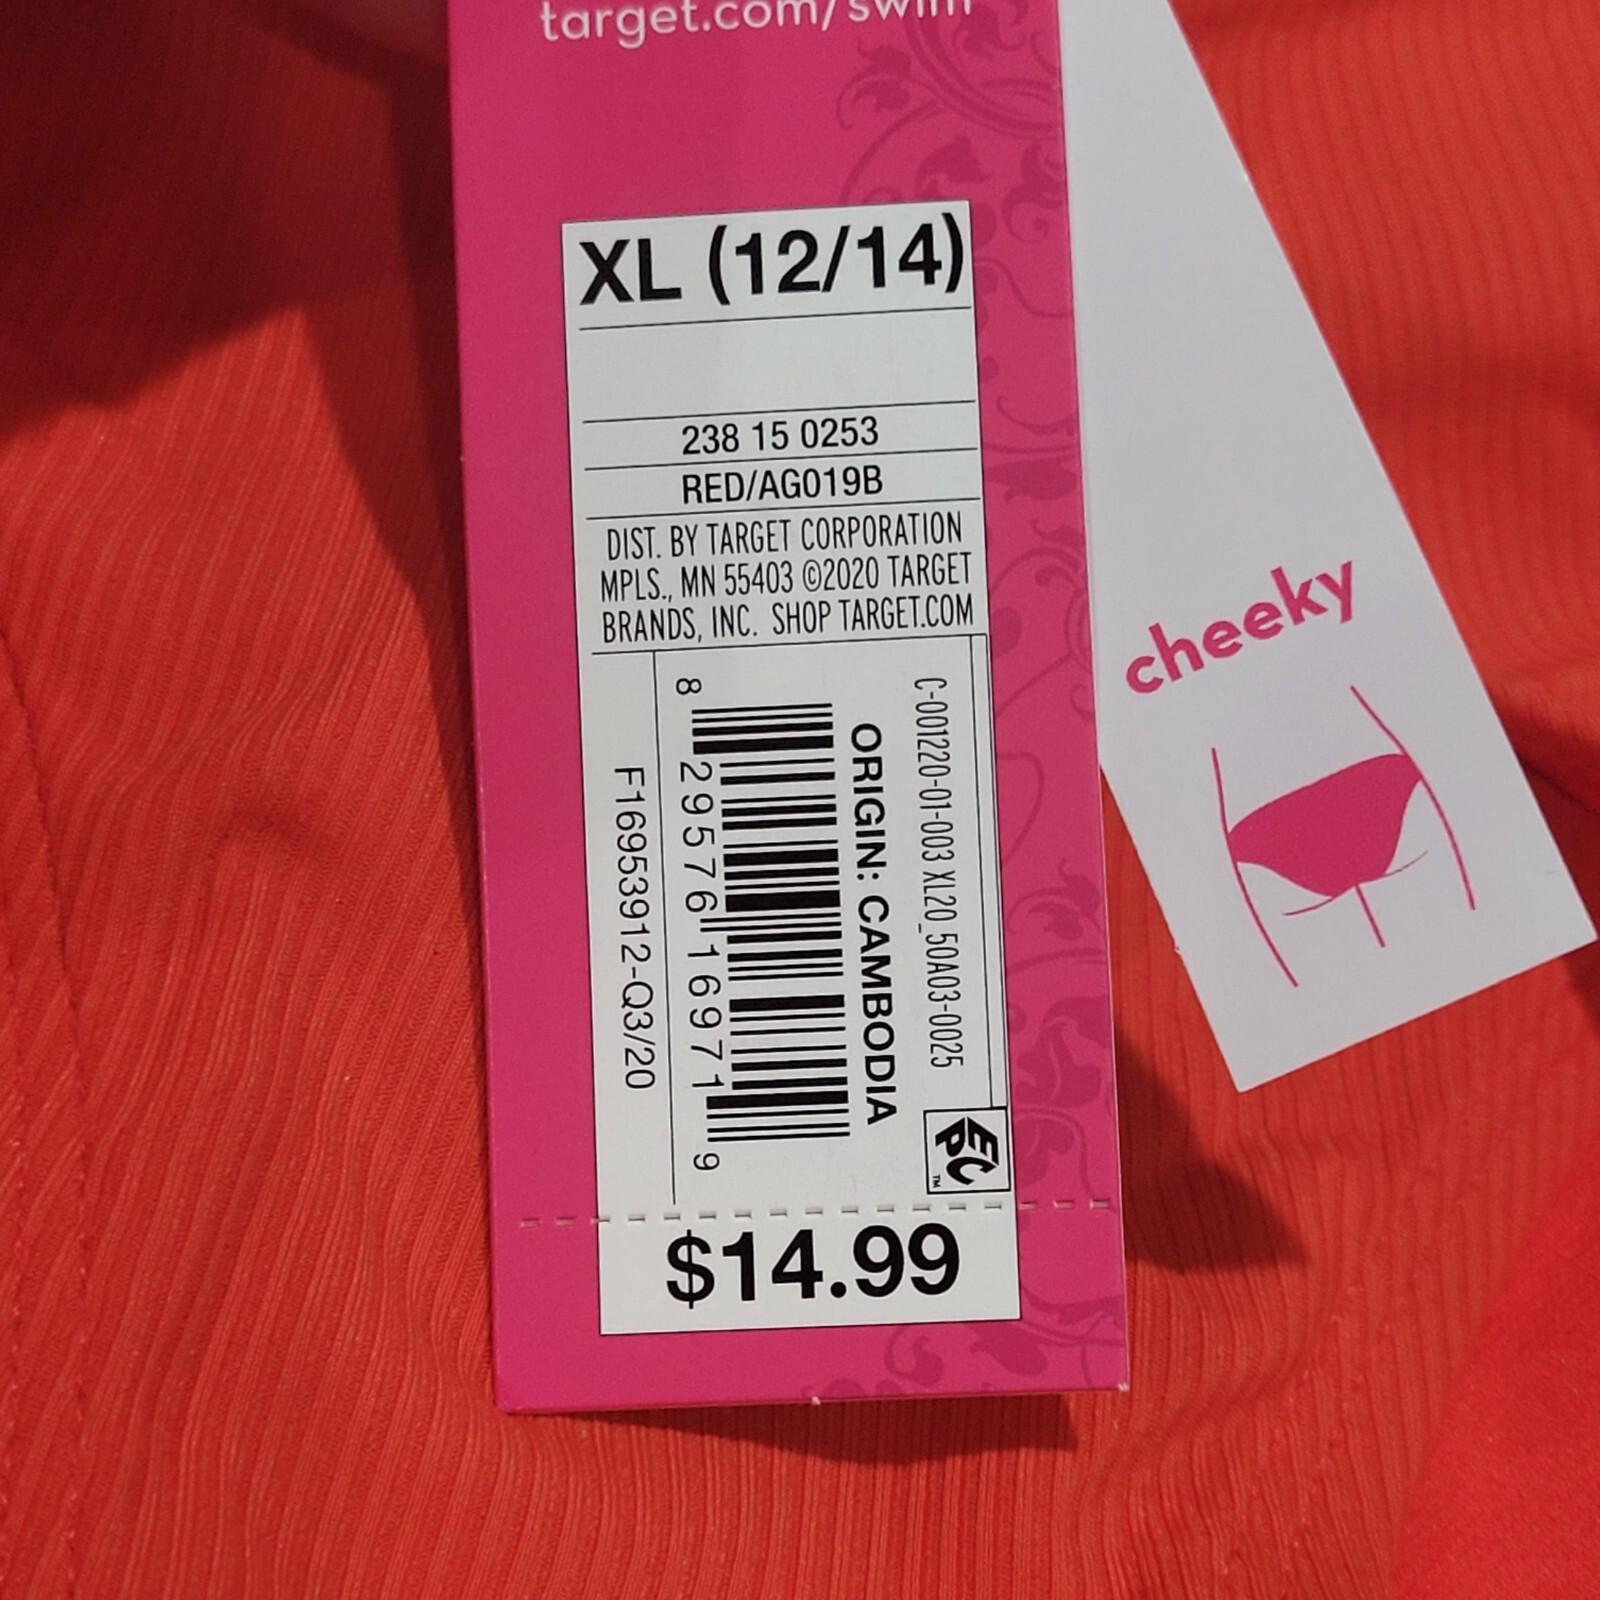 target.com/swim
XL (12/14)
238 15 0253
RED/AG019B
DIST. BY TARGET CORPORATION
MPLS., MN 55403 ©2020 TARGET
BRANDS, INC. SHOP TARGET.COM
C-001220-01-003 XL20_50A03-0025
ORIGIN: CAMBODIA
8 29576 16971 9
F16953912-Q3/20
EPC™
$14.99
cheeky